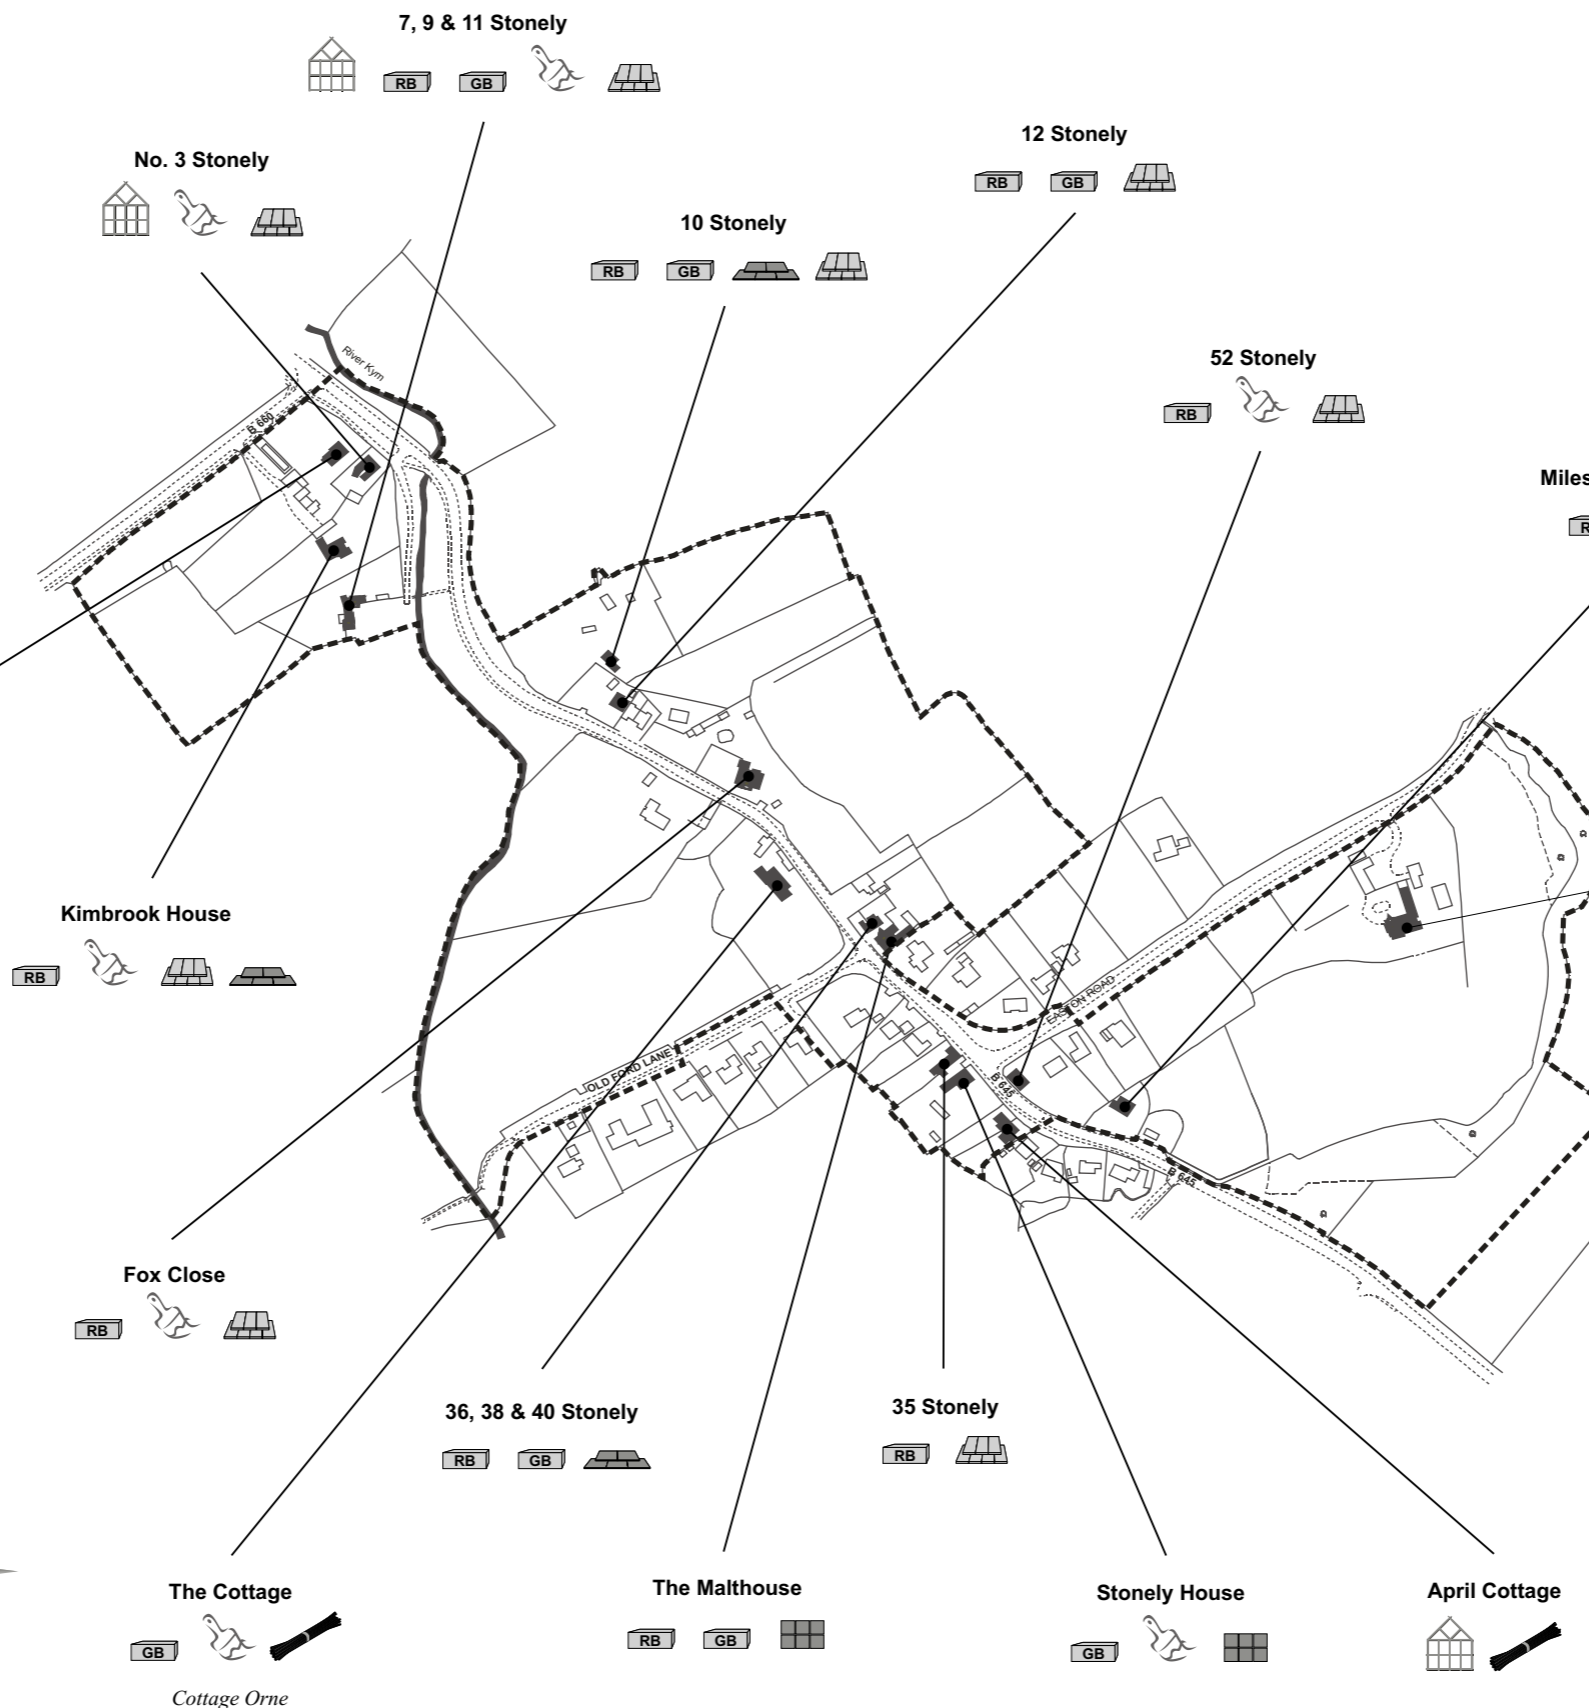 7, 9 & 11 Stonely
RB GB
No. 3 Stonely
12 Stonely
RB GB
10 Stonely
RB GB
52 Stonely
RB
River Kym
B 660
Miles
R
Kimbrook House
RB
EASTON ROAD
OLD FORD LANE
B 645
B 645
Fox Close
RB
36, 38 & 40 Stonely
RB GB
35 Stonely
RB
The Cottage
GB
Cottage Orne
The Malthouse
RB GB
Stonely House
GB
April Cottage